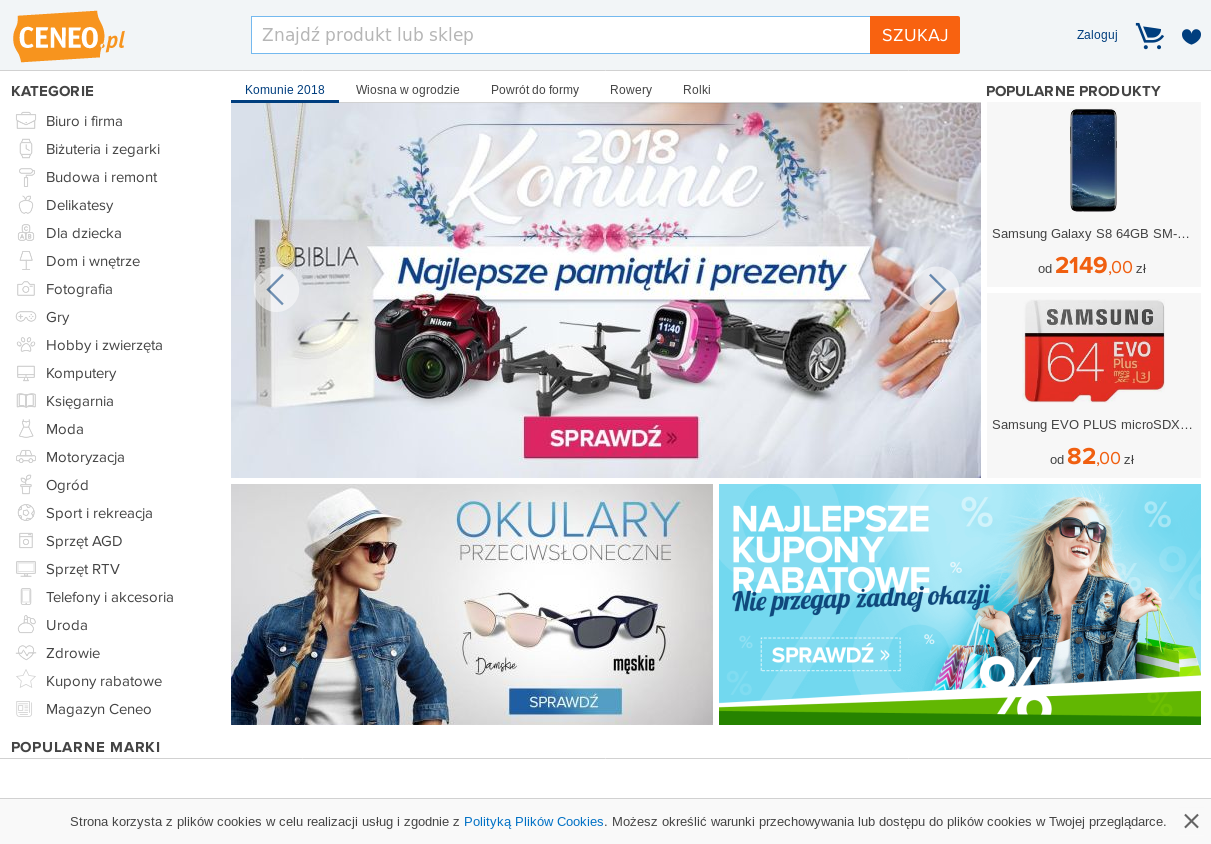 CENEO.pl
Znajdź produkt lub sklep
SZUKAJ
Zaloguj
KATEGORIE
Biuro i firma
Biżuteria i zegarki
Budowa i remont
Delikatesy
Dla dziecka
Dom i wnętrze
Fotografia
Gry
Hobby i zwierzęta
Komputery
Księgarnia
Moda
Motoryzacja
Ogród
Sport i rekreacja
Sprzęt AGD
Sprzęt RTV
Telefony i akcesoria
Uroda
Zdrowie
Kupony rabatowe
Magazyn Ceneo
POPULARNE MARKI
Komunie 2018
Wiosna w ogrodzie
Powrót do formy
Rowery
Rolki
2018
Komunie
BIBLIA
BIBLIA
Najlepsze pamiątki i prezenty
Nikon
11:40
SPRAWDŹ »
POPULARNE PRODUKTY
Samsung Galaxy S8 64GB SM-...
od 2149,00 zł
SAMSUNG
64 EVO
Plus
Samsung EVO PLUS microSDX...
od 82,00 zł
OKULARY
PRZECIWSŁONECZNE
Damskie
męskie
SPRAWDŹ
NAJLEPSZE
KUPONY
RABATOWE
Nie przegap żadnej okazji
SPRAWDŹ »
%
Strona korzysta z plików cookies w celu realizacji usług i zgodnie z Polityką Plików Cookies. Możesz określić warunki przechowywania lub dostępu do plików cookies w Twojej przeglądarce.